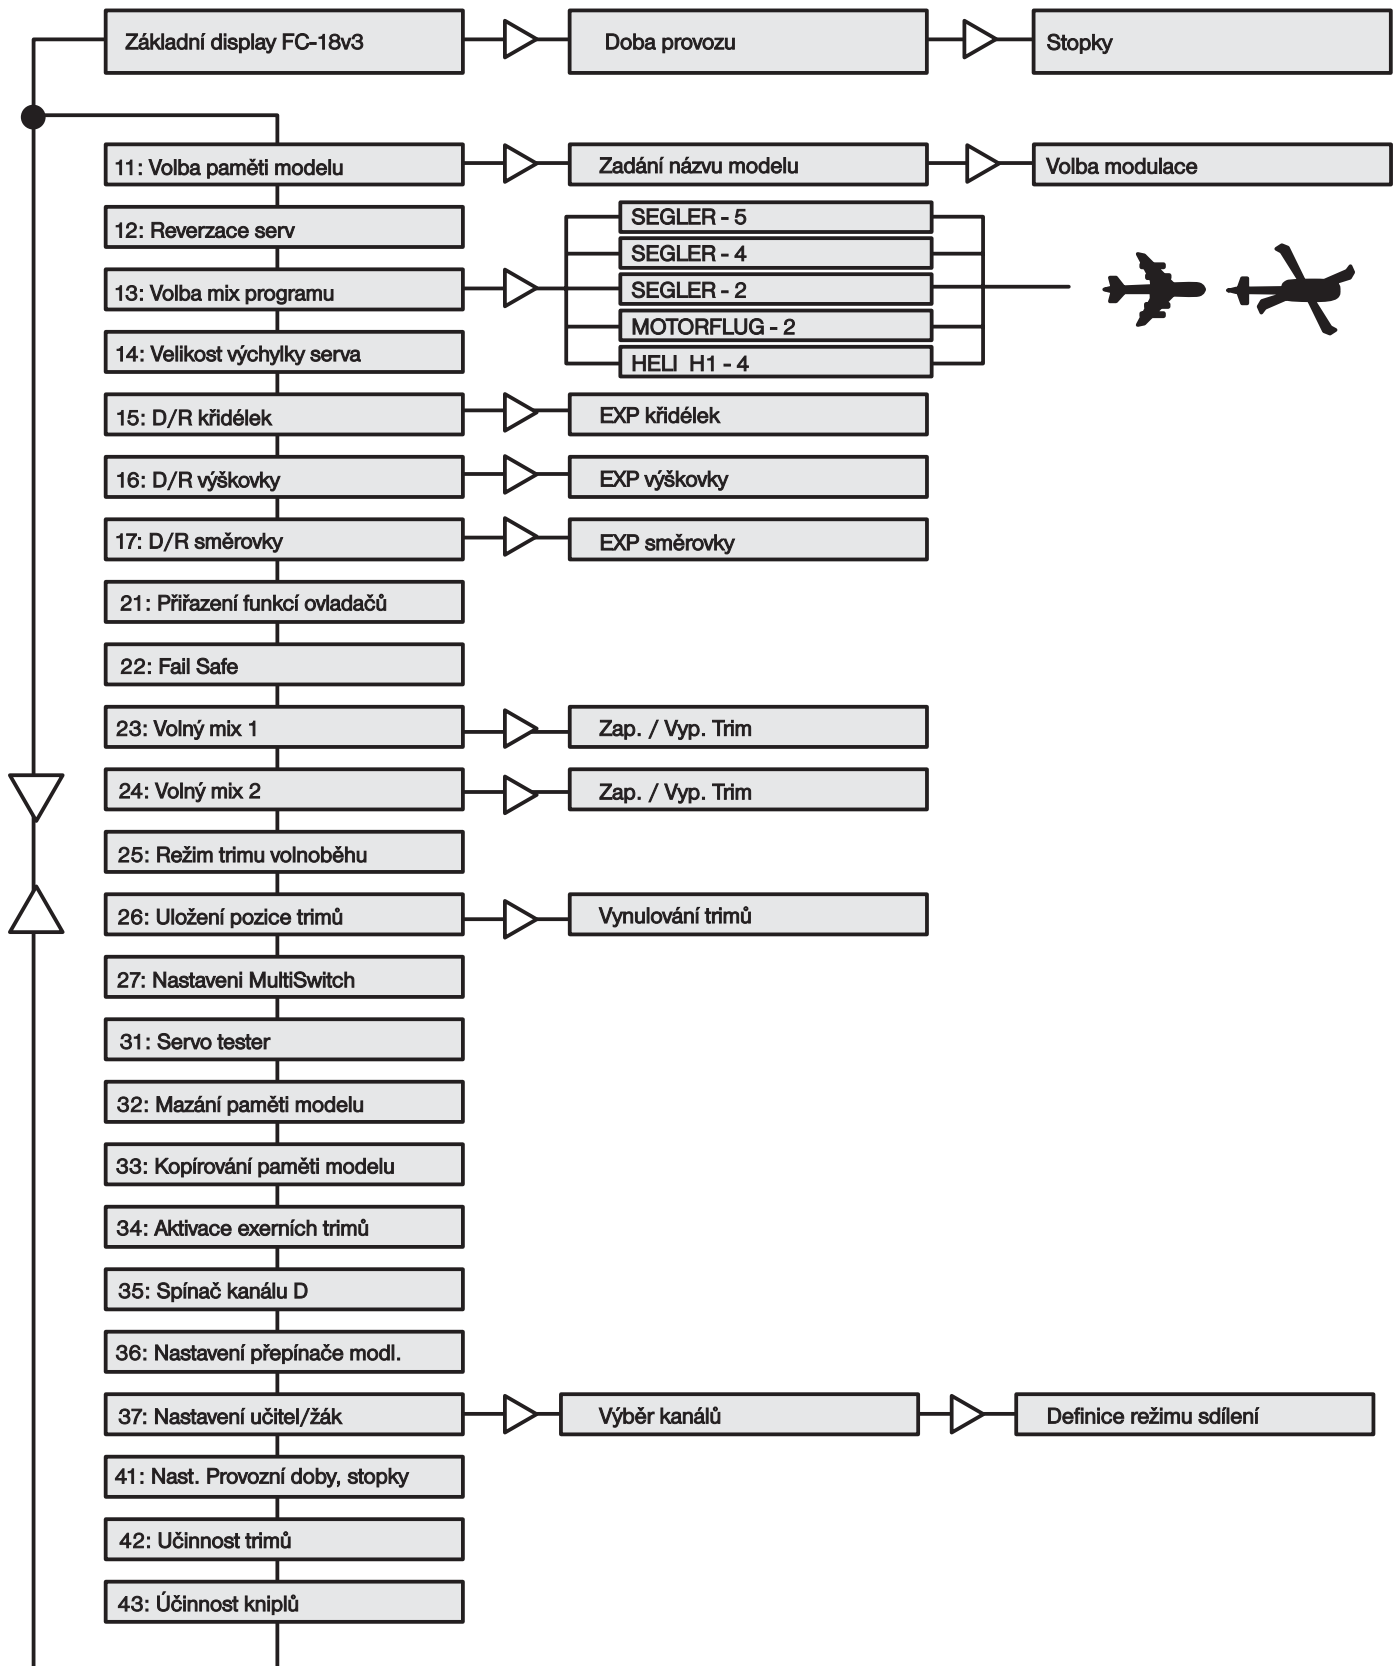 Základní display FC-18v3
Doba provozu
Stopky
11: Volba paměti modelu
Zadání názvu modelu
Volba modulace
12: Reverzace serv
SEGLER - 5
SEGLER - 4
13: Volba mix programu
SEGLER - 2
MOTORFLUG - 2
14: Velikost výchylky serva
HELI H1 - 4
15: D/R křidélek
EXP křidélek
16: D/R výškovky
EXP výškovky
17: D/R směrovky
EXP směrovky
21: Přiřazení funkcí ovladačů
22: Fail Safe
23: Volný mix 1
Zap. / Vyp. Trim
24: Volný mix 2
Zap. / Vyp. Trim
25: Režim trimu volnoběhu
26: Uložení pozice trimů
Vynulování trimů
27: Nastaveni MultiSwitch
31: Servo tester
32: Mazání paměti modelu
33: Kopírování paměti modelu
34: Aktivace exerních trimů
35: Spínač kanálu D
36: Nastavení přepínače modl.
37: Nastavení učitel/žák
Výběr kanálů
Definice režimu sdílení
41: Nast. Provozní doby, stopky
42: Učinnost trimů
43: Účinnost kniplů